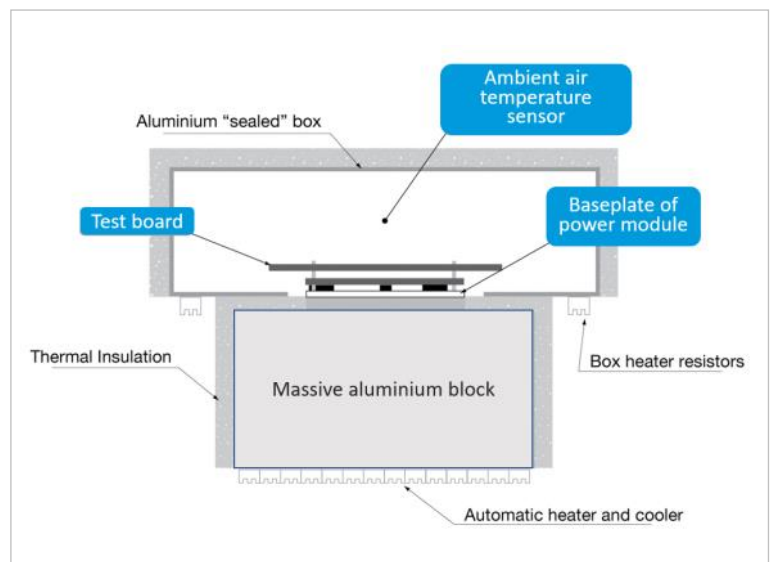 Ambient air
temperature
sensor
Aluminium “sealed” box
Test board
Baseplate of
power module
Thermal Insulation
Box heater resistors
Massive aluminium block
Automatic heater and cooler